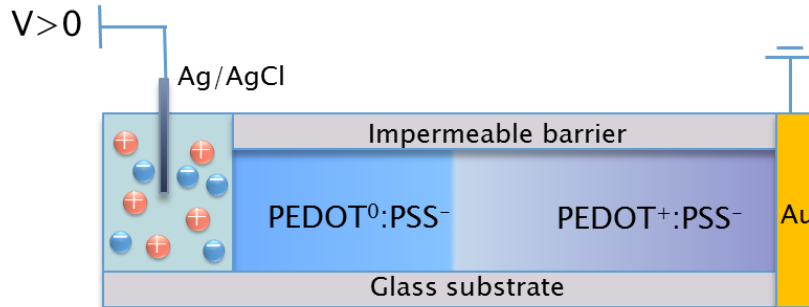 V>0
Ag/AgCl
Impermeable barrier
PEDOT⁰:PSS⁻
PEDOT⁺:PSS⁻
Au
Glass substrate